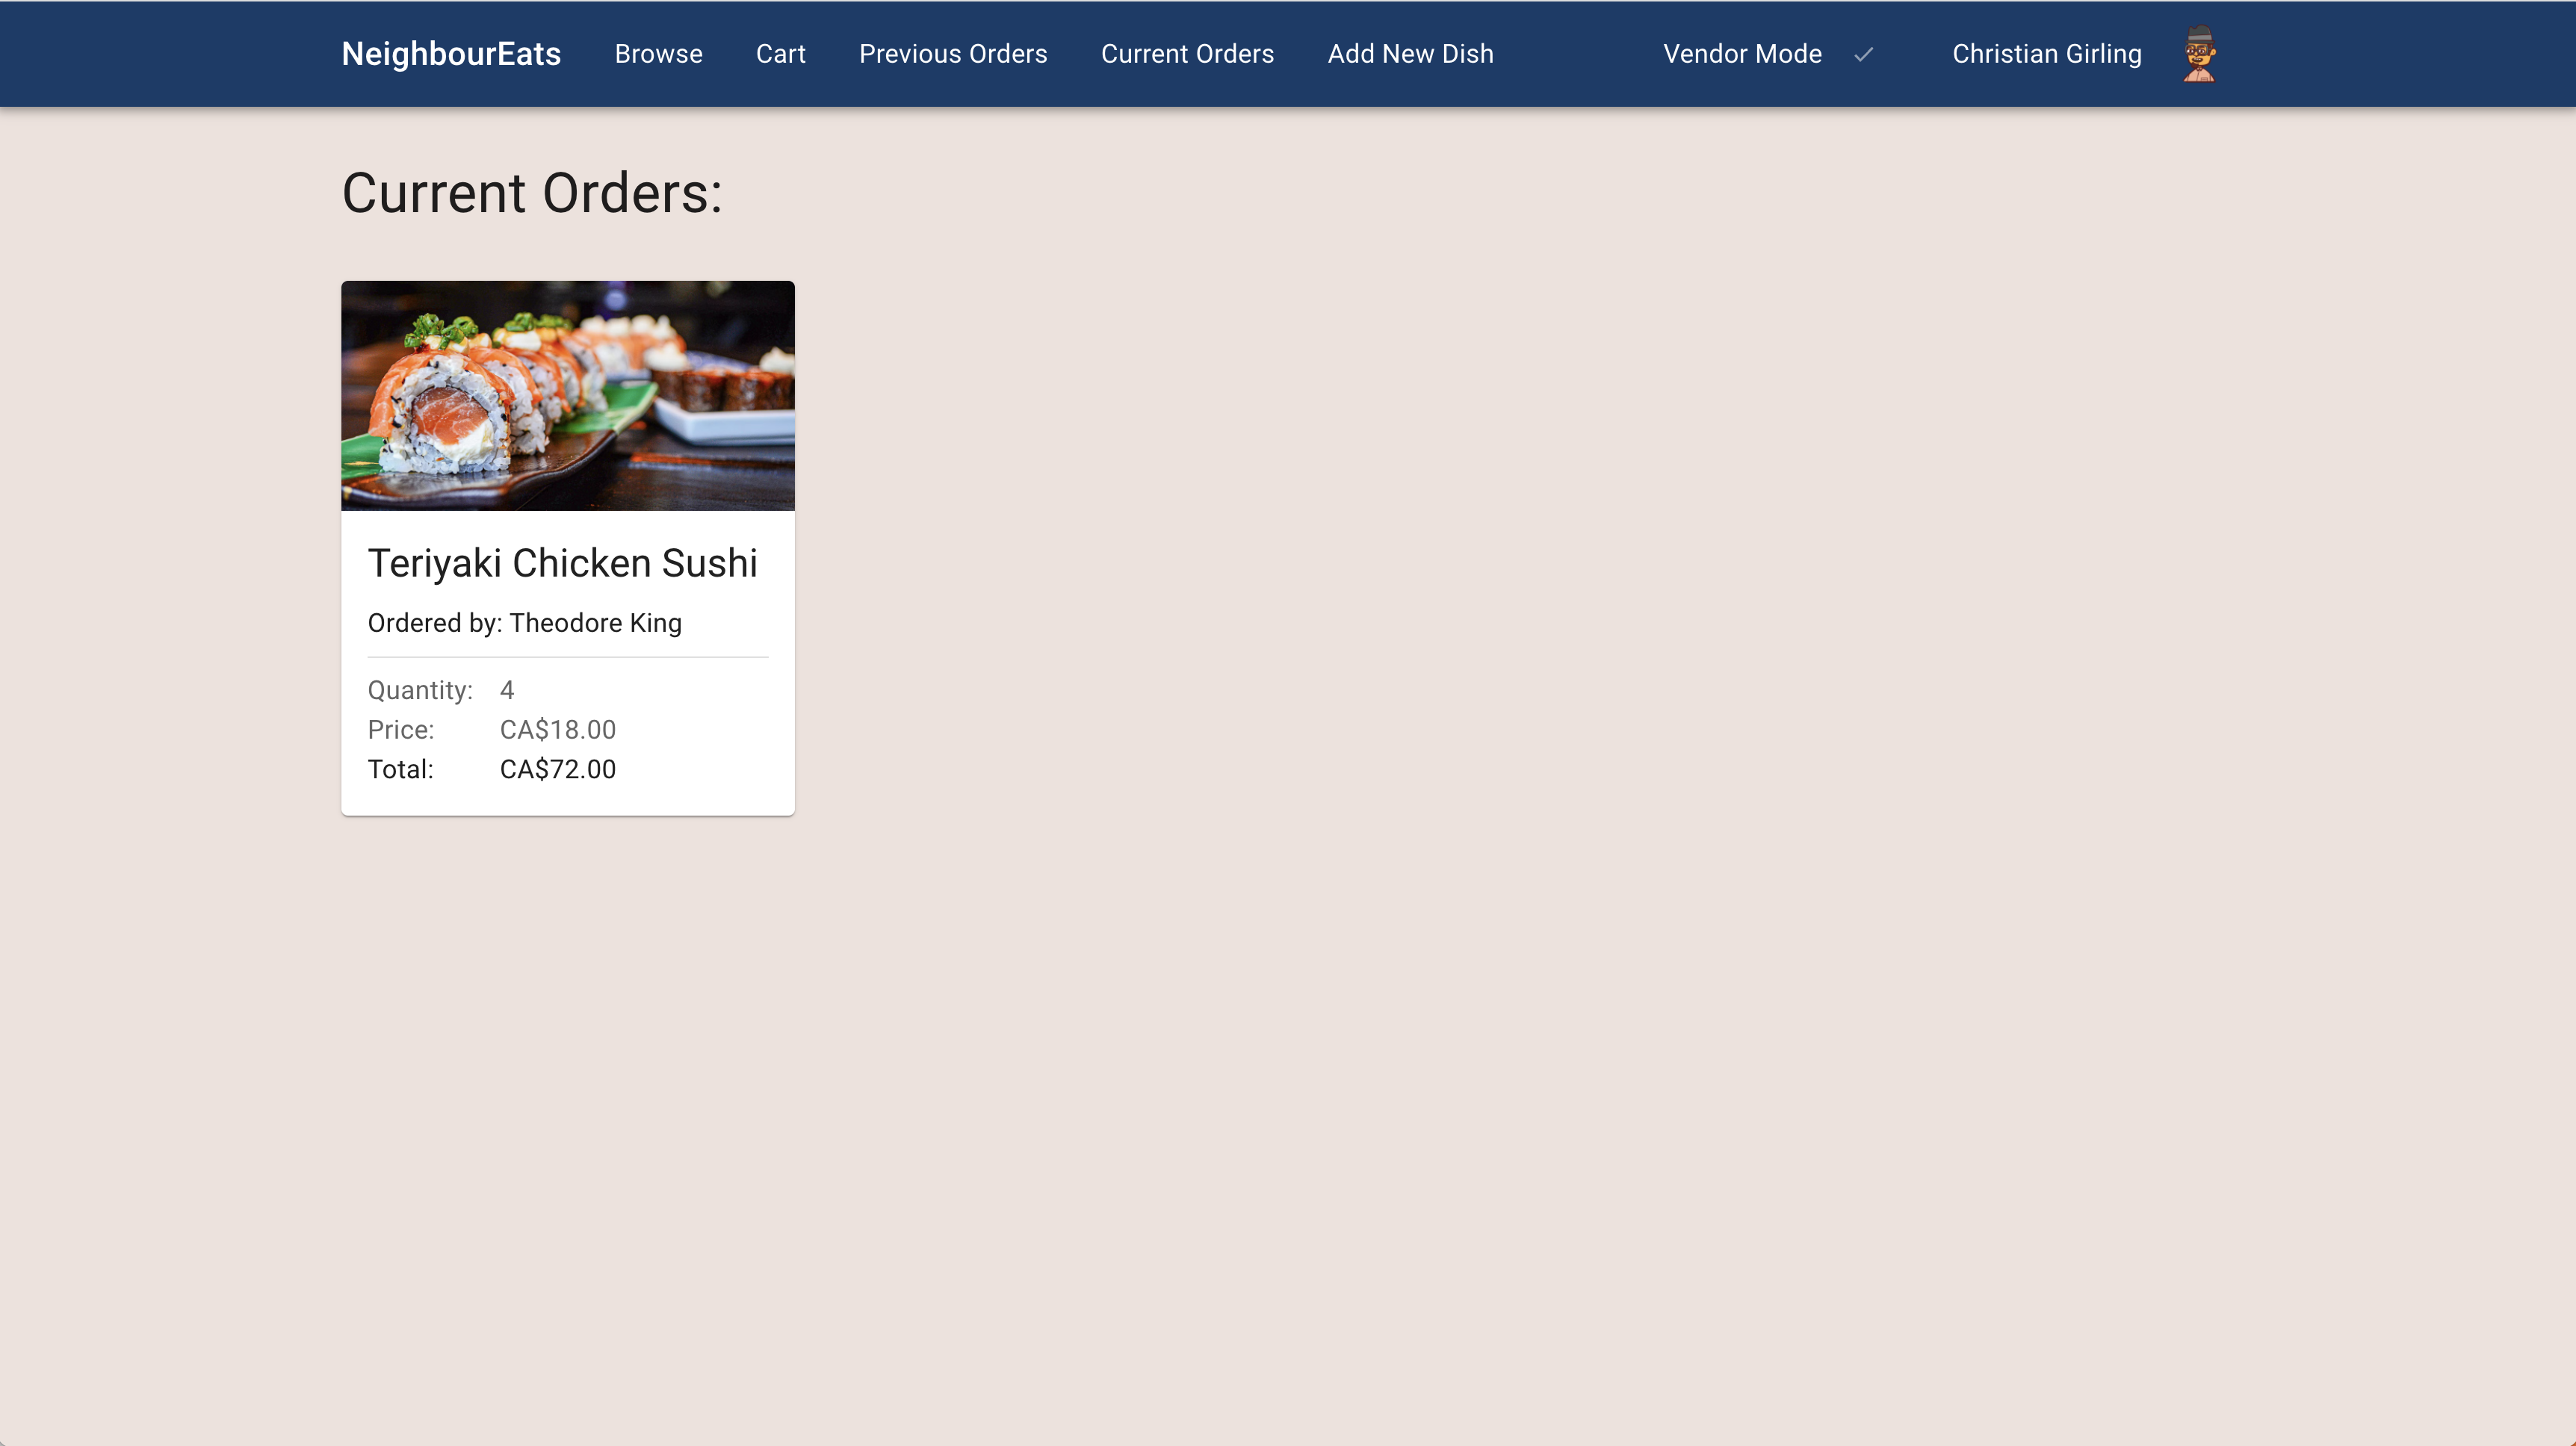 NeighbourEats Browse Cart Previous Orders Current Orders Add New Dish Vendor Mode Christian Girling
Current Orders:
Teriyaki Chicken Sushi
Ordered by: Theodore King
Quantity: 4
Price: CA$18.00
Total: CA$72.00